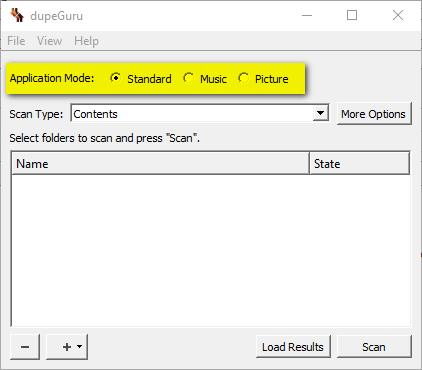 dupeGuru
File View Help
Application Mode: Standard Music Picture
Scan Type: Contents More Options
Select folders to scan and press "Scan".
Name State
Load Results Scan